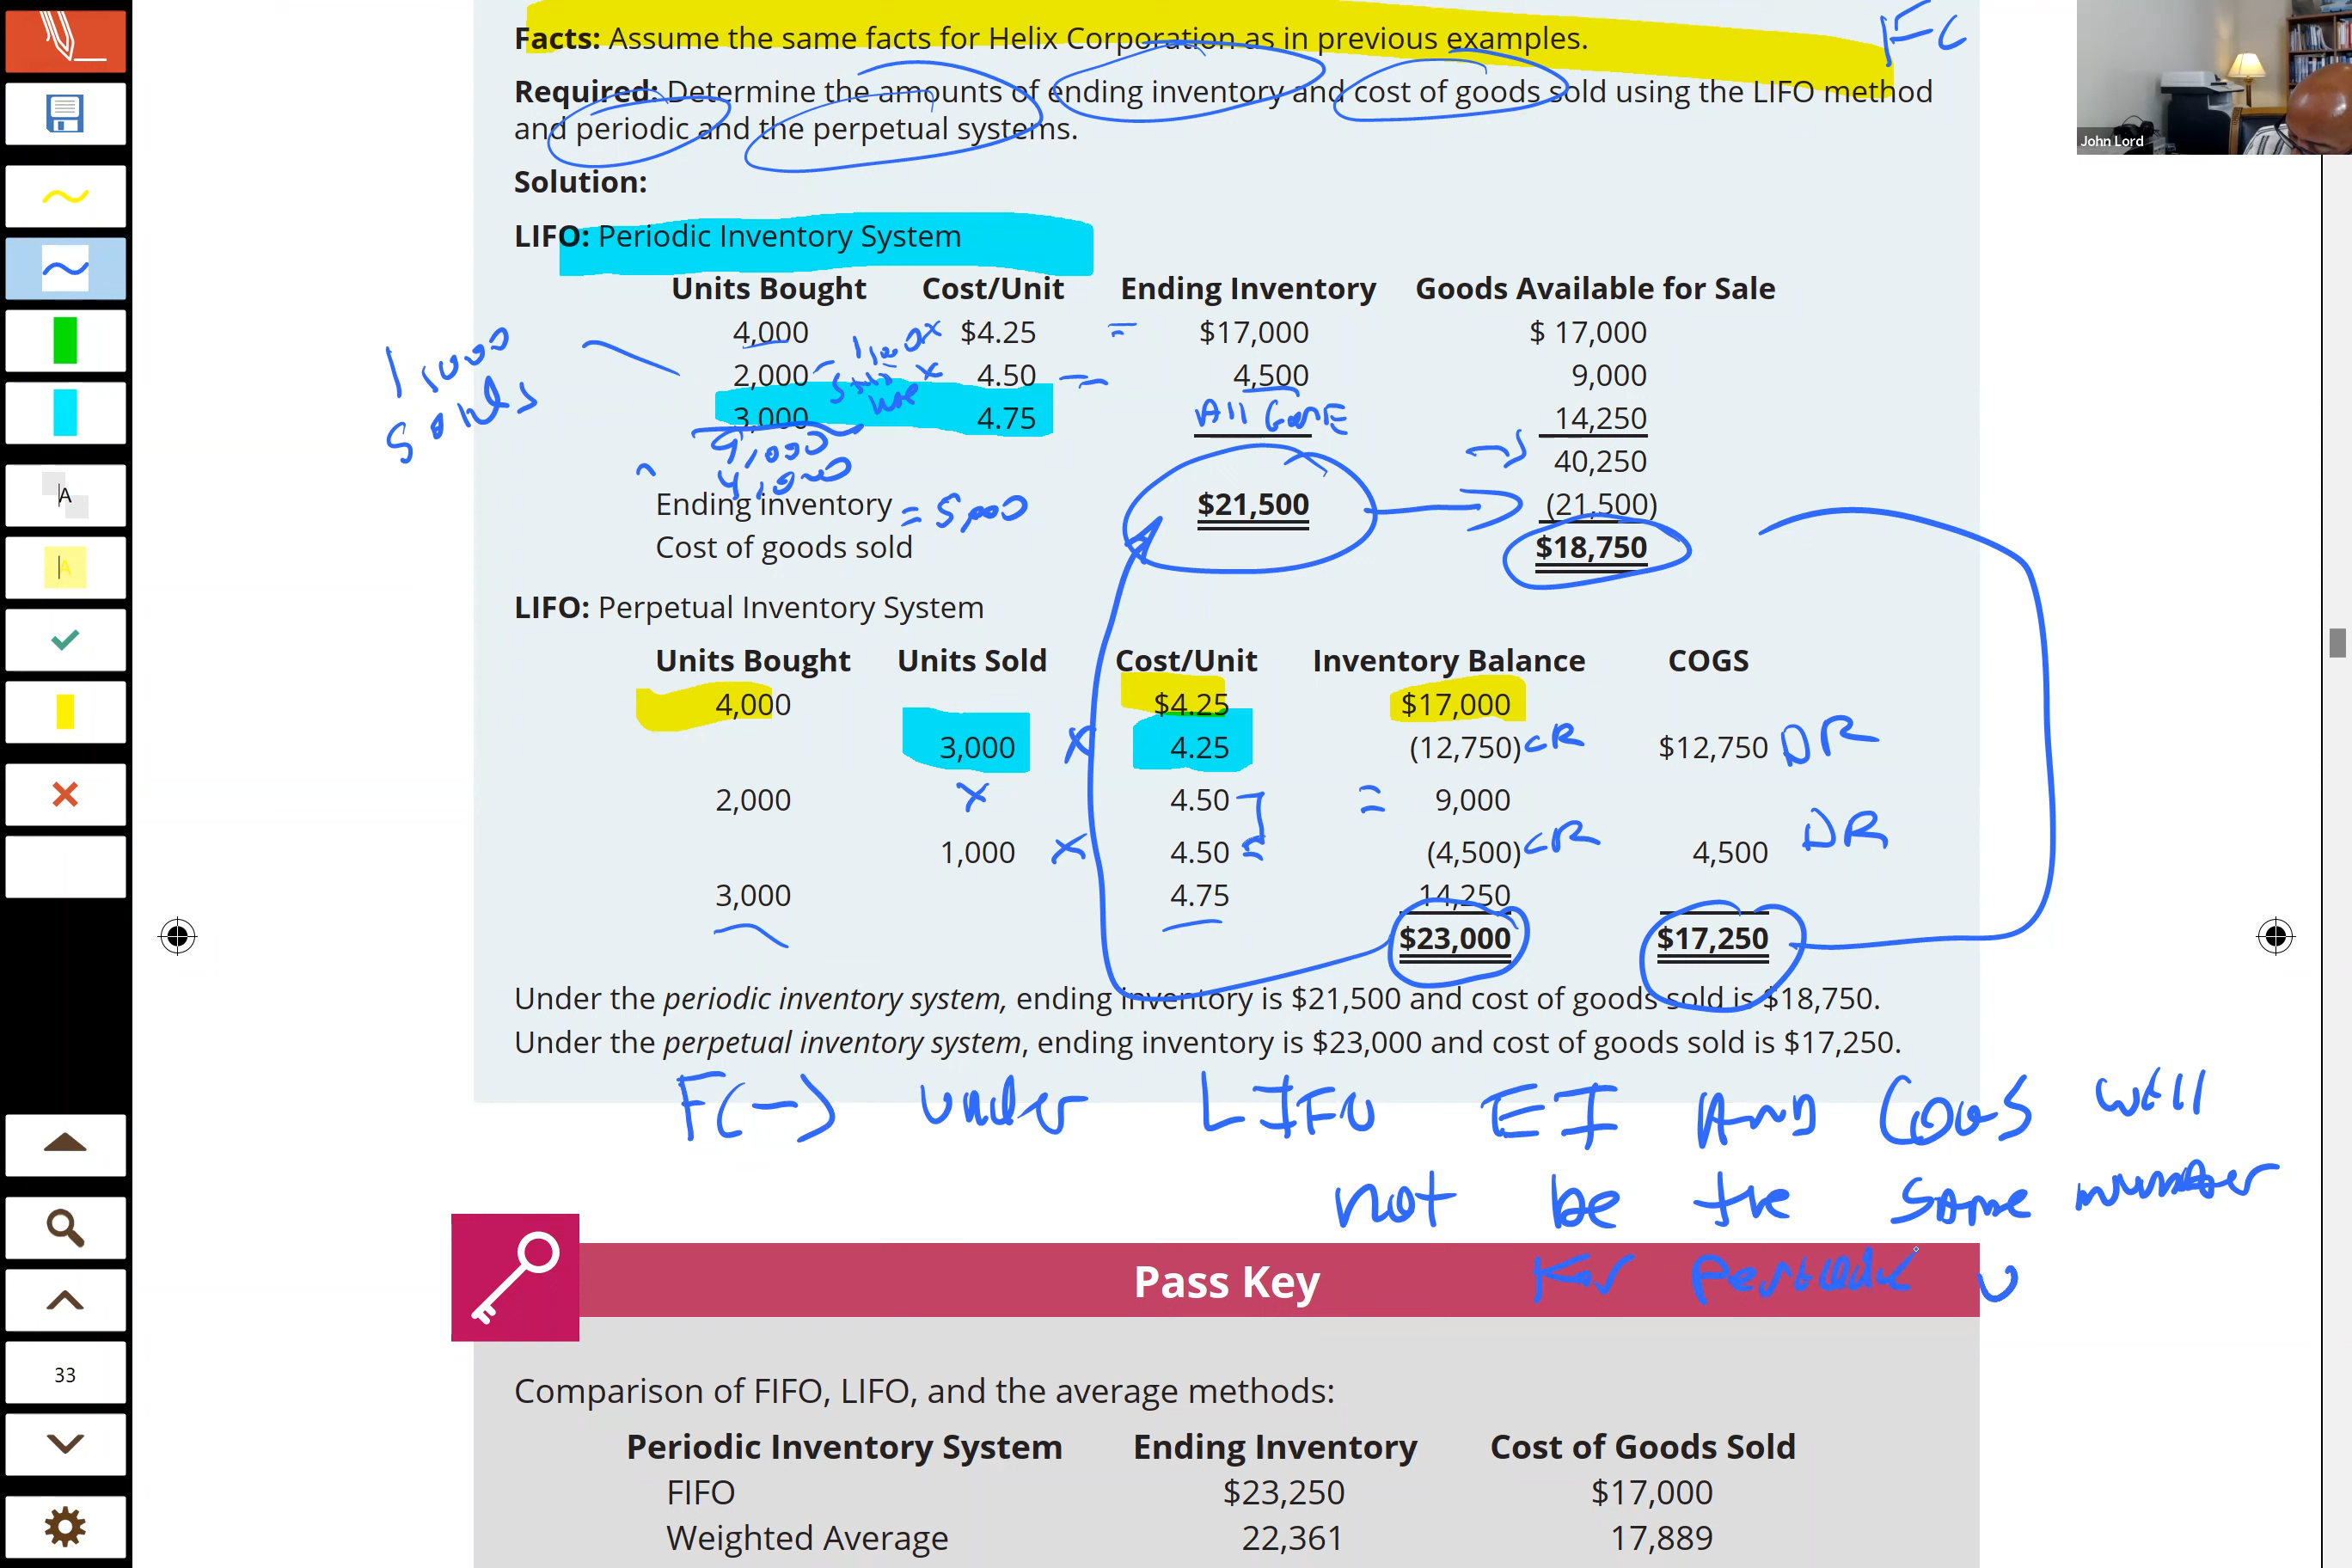 Facts: Assume the same facts for Helix Corporation as in previous examples.
Required: Determine the amounts of ending inventory and cost of goods sold using the LIFO method
and periodic and the perpetual systems.
John Lord
Solution:
LIFO: Periodic Inventory System
Units Bought Cost/Unit Ending Inventory Goods Available for Sale
4,000 $4.25 = $17,000 $ 17,000
2,000 4.50 = 4,500 9,000
1,000
3,000 4.75 All GonE 14,250
9,000
40,250
4,000
Ending inventory = 5,000 $21,500 (21,500)
Cost of goods sold $18,750
LIFO: Perpetual Inventory System
Units Bought Units Sold Cost/Unit Inventory Balance COGS
4,000 $4.25 $17,000
3,000 x 4.25 (12,750) CR $12,750 DR
2,000 x 4.50 = 9,000
1,000 x 4.50 = (4,500) CR 4,500 DR
3,000 4.75 14,250
$23,000 $17,250
Under the periodic inventory system, ending inventory is $21,500 and cost of goods sold is $18,750.
Under the perpetual inventory system, ending inventory is $23,000 and cost of goods sold is $17,250.
under LIFO EI AND COGS will
not be the same number
Pass Key for periodic
Comparison of FIFO, LIFO, and the average methods:
Periodic Inventory System Ending Inventory Cost of Goods Sold
FIFO $23,250 $17,000
Weighted Average 22,361 17,889
33